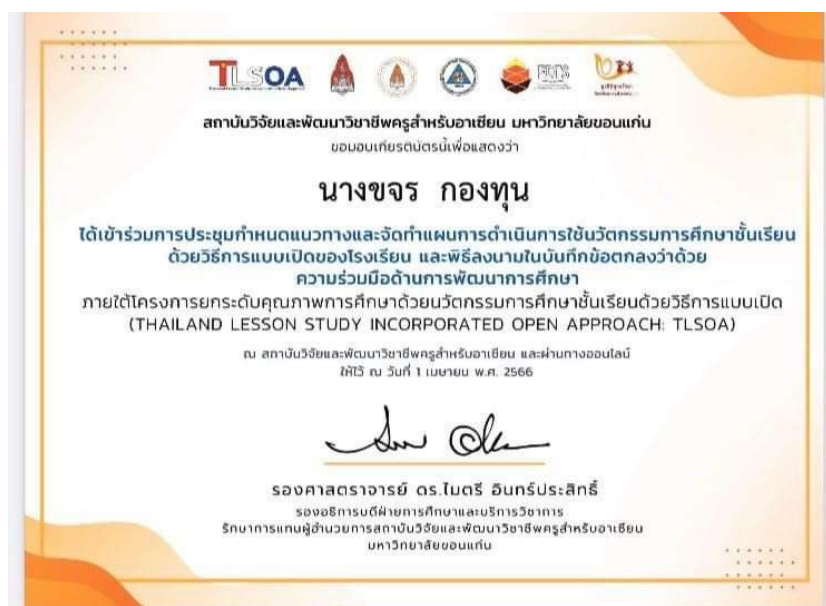 TLSOA
สถาบันวิจัยและพัฒนาวิชาชีพครูสำหรับอาเซียน มหาวิทยาลัยขอนแก่น
ขอมอบเกียรติบัตรนี้เพื่อแสดงว่า
นางขจร กองทุน
ได้เข้าร่วมการประชุมกำหนดแนวทางและจัดทำแผนการดำเนินการใช้นวัตกรรมการศึกษาชั้นเรียน
ด้วยวิธีการแบบเปิดของโรงเรียน และพิธีลงนามในบันทึกข้อตกลงว่าด้วย
ความร่วมมือด้านการพัฒนาการศึกษา
ภายใต้โครงการยกระดับคุณภาพการศึกษาด้วยนวัตกรรมการศึกษาชั้นเรียนด้วยวิธีการแบบเปิด
(THAILAND LESSON STUDY INCORPORATED OPEN APPROACH: TLSOA)
ณ สถาบันวิจัยและพัฒนาวิชาชีพครูสำหรับอาเซียน และผ่านทางออนไลน์
ให้ไว้ ณ วันที่ 1 เมษายน พ.ศ. 2566
รองศาสตราจารย์ ดร.ไมตรี อินทร์ประสิทธิ์
รองอธิการบดีฝ่ายการศึกษาและบริการวิชาการ
รักษาการแทนผู้อำนวยการสถาบันวิจัยและพัฒนาวิชาชีพครูสำหรับอาเซียน
มหาวิทยาลัยขอนแก่น